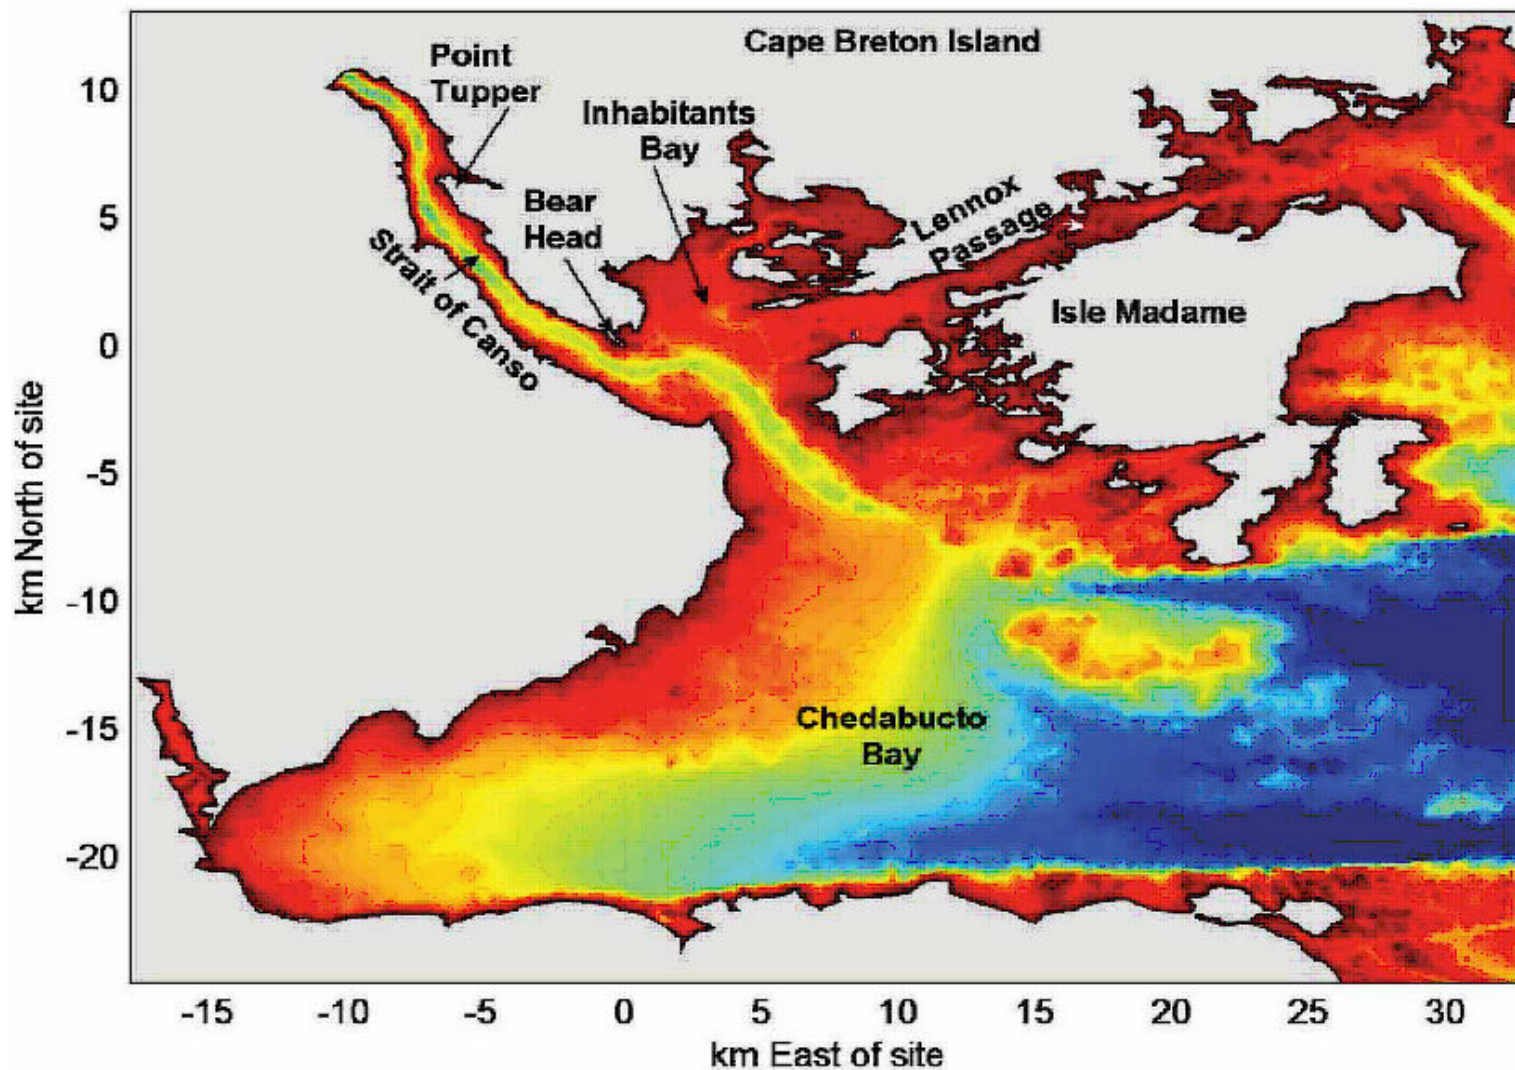 Cape Breton Island
Point
Tupper
Inhabitants
Bay
Bear
Head
Lennox
Passage
Strait of Canso
Isle Madame
Chedabucto
Bay
km North of site
10
5
0
-5
-10
-15
-20
-15
-10
-5
0
5
10
15
20
25
30
km East of site